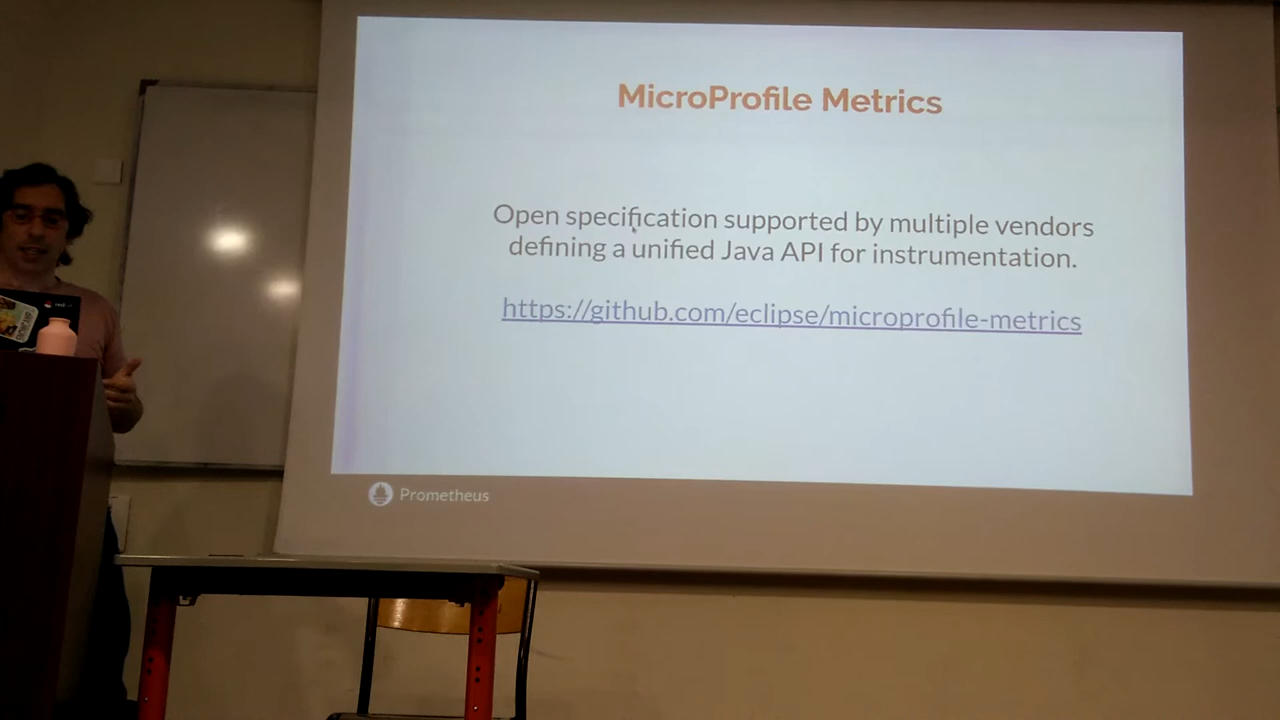 MicroProfile Metrics
Open specification supported by multiple vendors
defining a unified Java API for instrumentation.
https://github.com/eclipse/microprofile-metrics
Prometheus